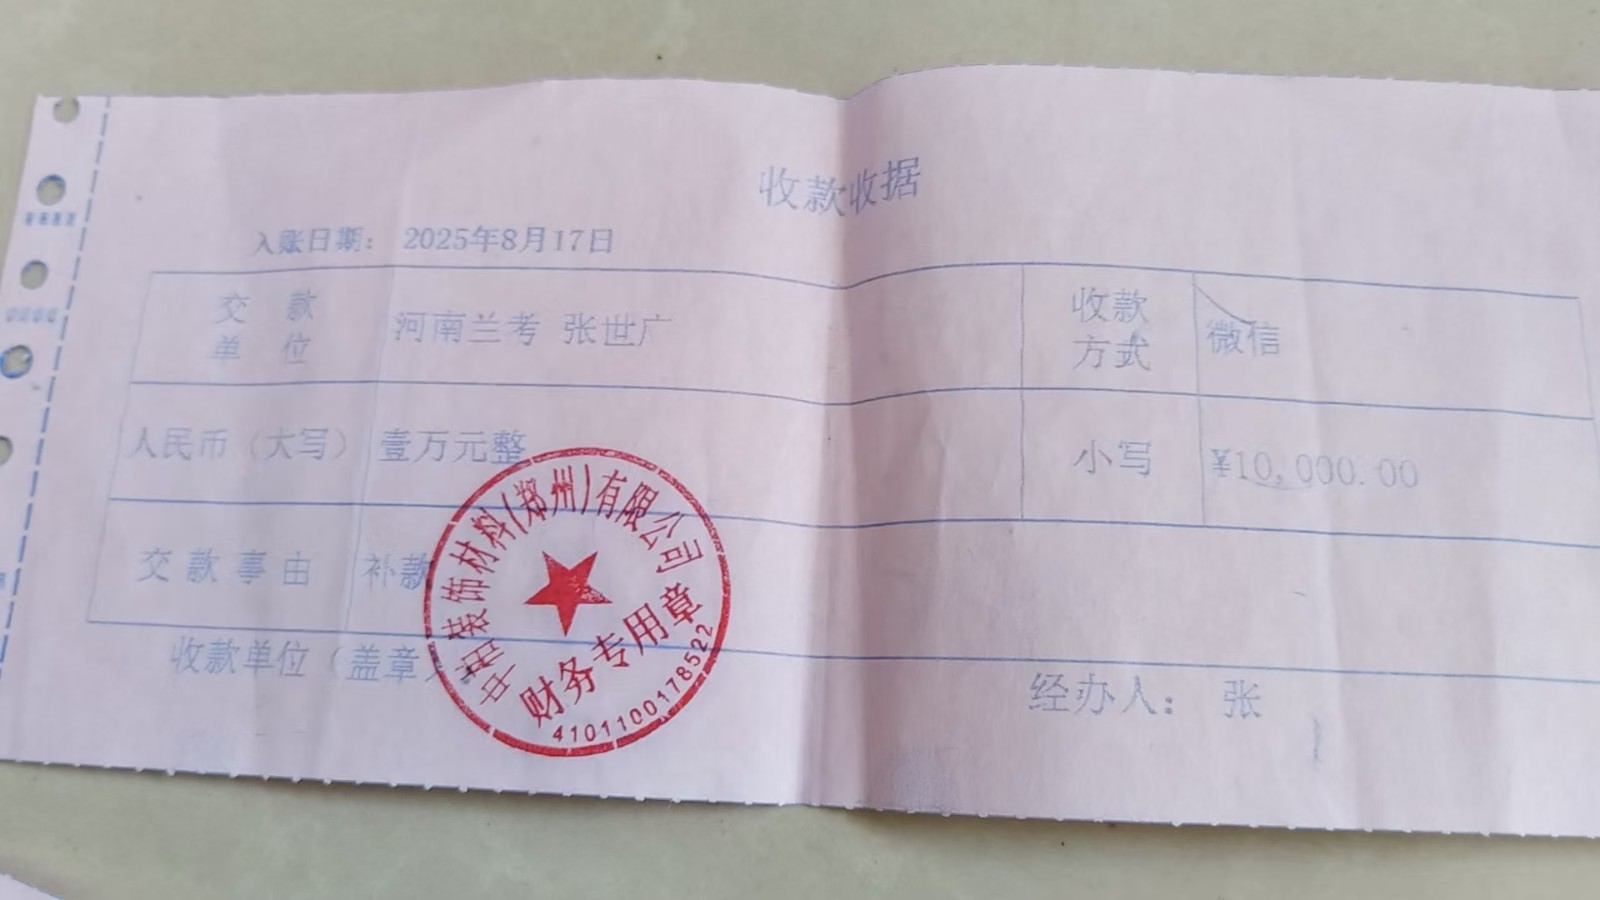 收款收据
入账日期： 2025年8月17日
交款单位 河南兰考 张世广 收款方式 微信
人民币（大写） 壹万元整 小写 ¥10,000.00
交款事由 补款
收款单位（盖章）
经办人： 张
装饰材料(郑州)有限公司
财务专用章
4101100178522